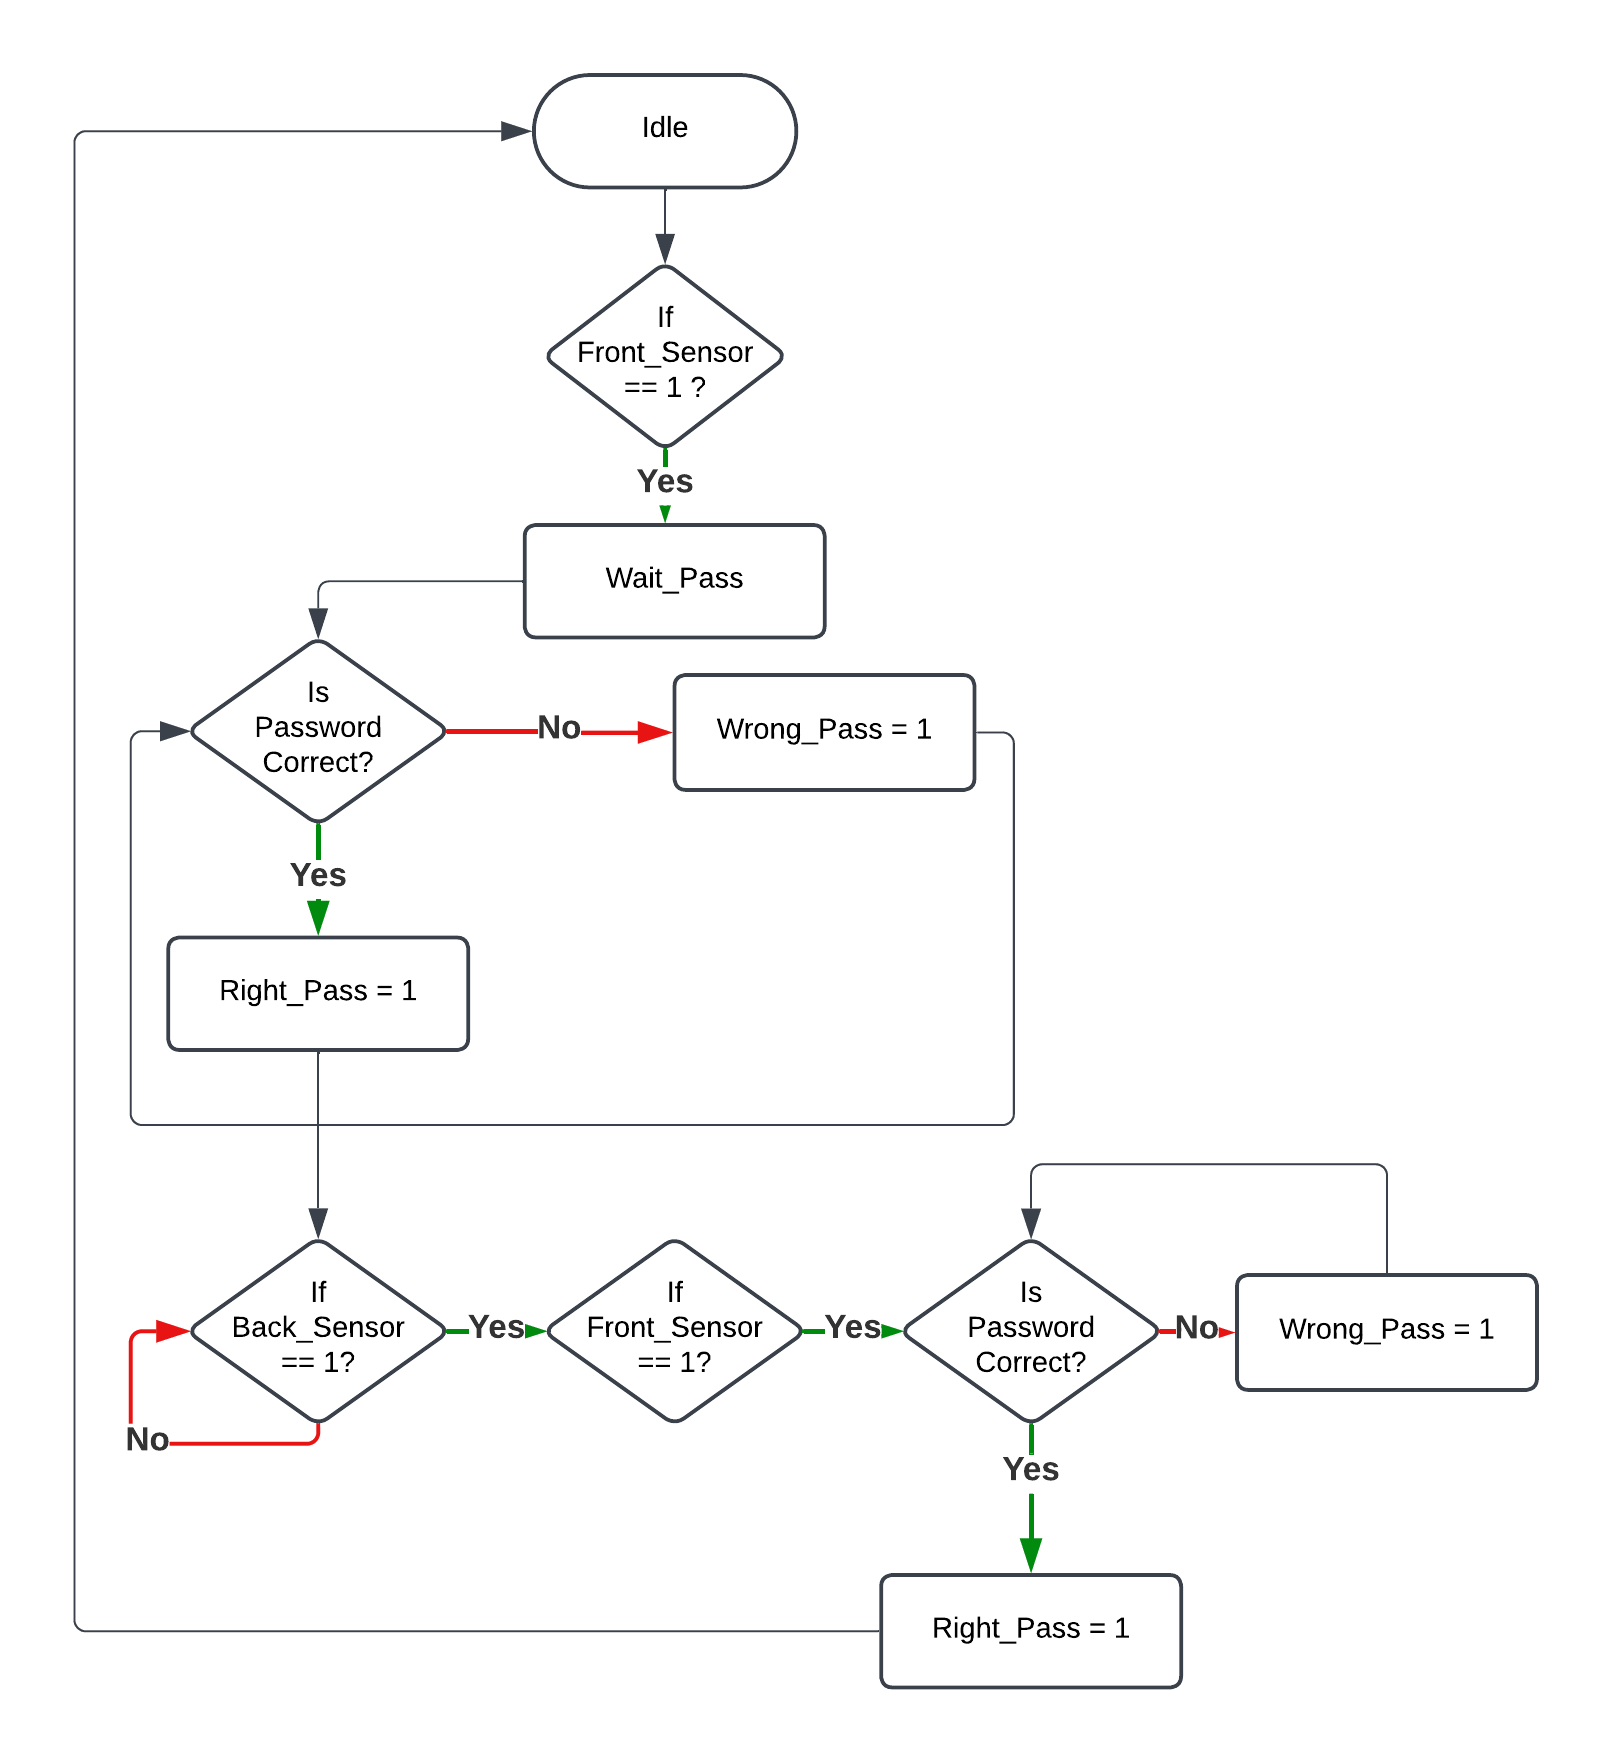 Idle
If
Front_Sensor
== 1 ?
Yes
Wait_Pass
Is
Password
Correct?
No
Wrong_Pass = 1
Yes
Right_Pass = 1
If
Back_Sensor
== 1?
Yes
If
Front_Sensor
== 1?
Yes
Is
Password
Correct?
No
Wrong_Pass = 1
No
Yes
Right_Pass = 1